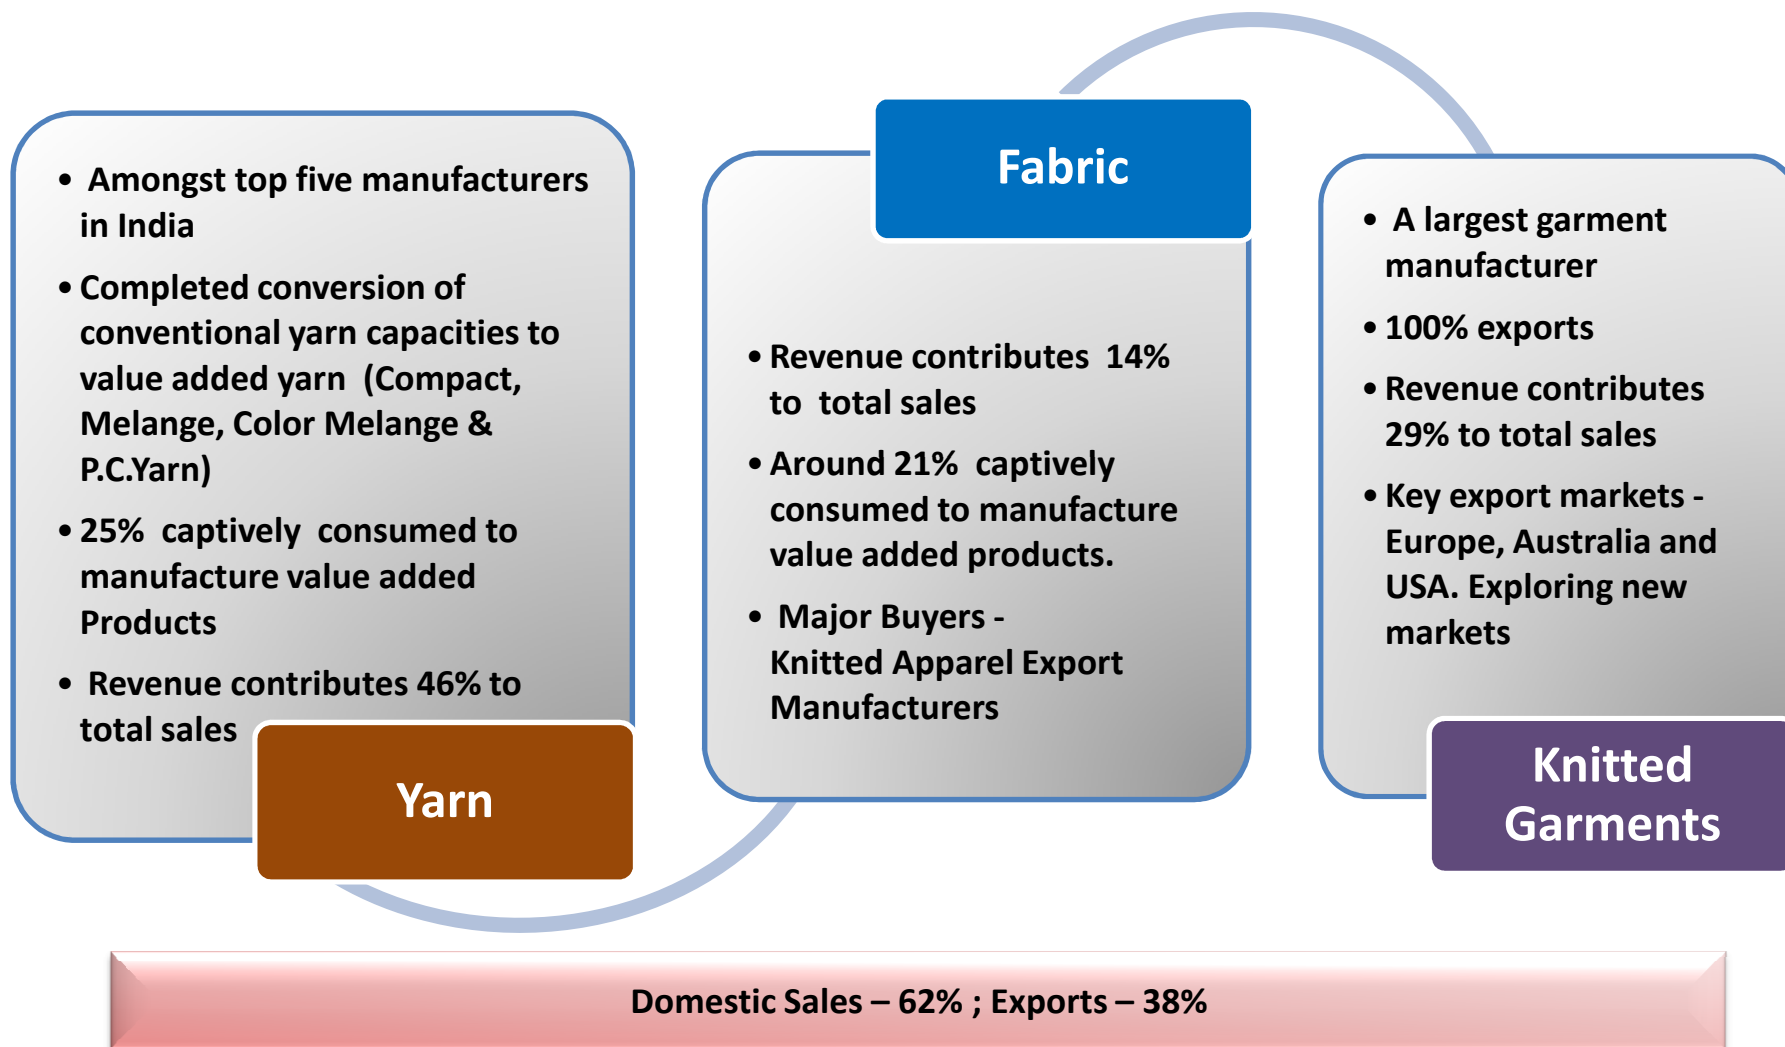 • Amongst top five manufacturers
in India
• Completed conversion of
conventional yarn capacities to
value added yarn (Compact,
Melange, Color Melange &
P.C.Yarn)
• 25% captively consumed to
manufacture value added
Products
• Revenue contributes 46% to
total sales
Yarn
Fabric
• Revenue contributes 14%
to total sales
• Around 21% captively
consumed to manufacture
value added products.
• Major Buyers -
Knitted Apparel Export
Manufacturers
• A largest garment
manufacturer
• 100% exports
• Revenue contributes
29% to total sales
• Key export markets -
Europe, Australia and
USA. Exploring new
markets
Knitted
Garments
Domestic Sales – 62% ; Exports – 38%